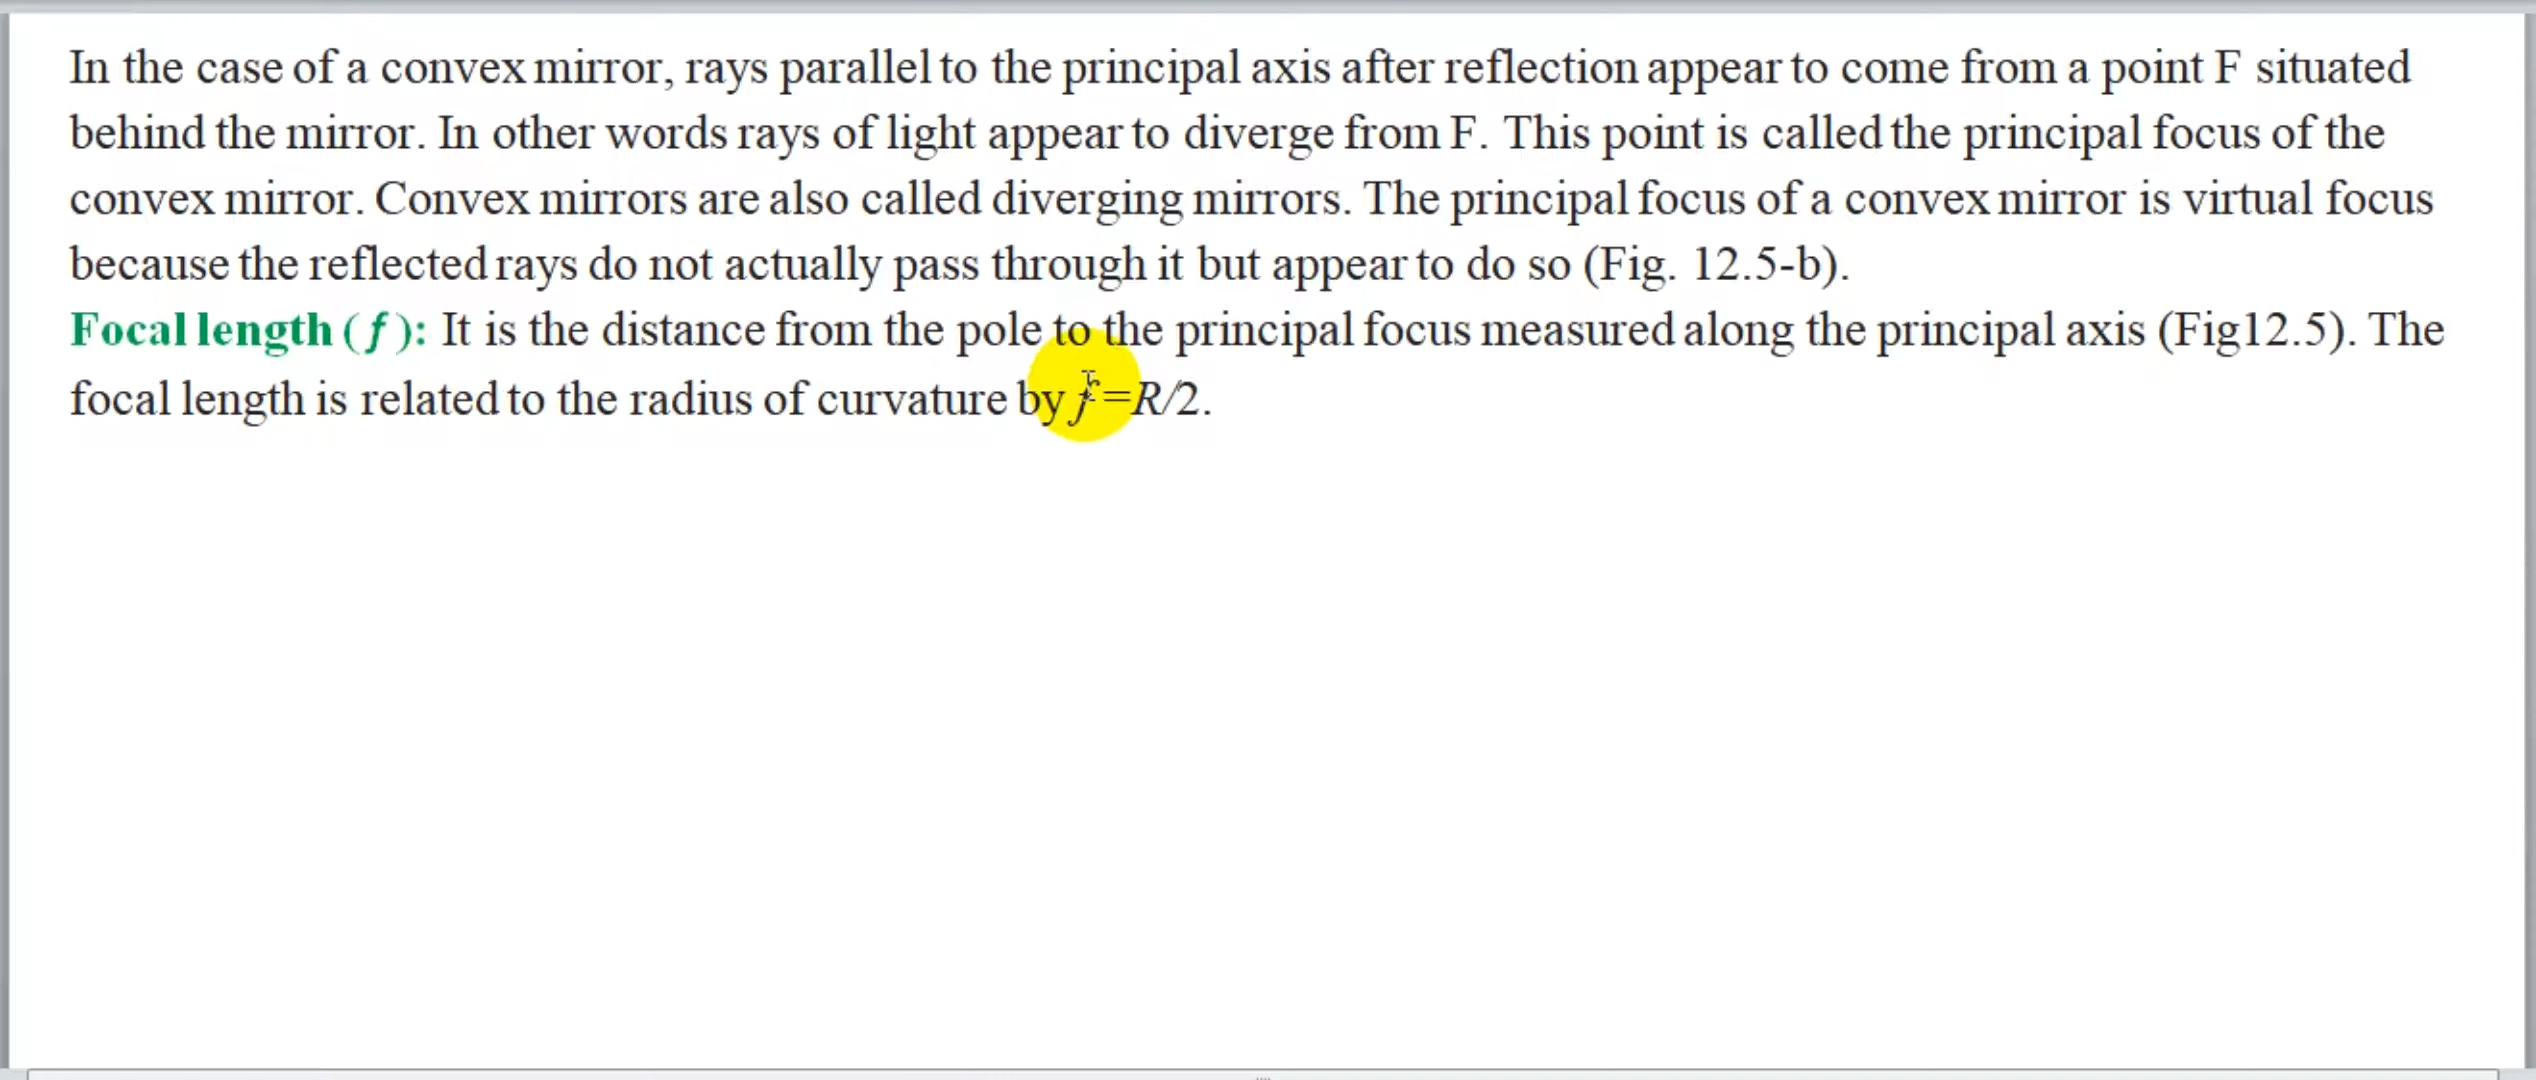 In the case of a convex mirror, rays parallel to the principal axis after reflection appear to come from a point F situated
behind the mirror. In other words rays of light appear to diverge from F. This point is called the principal focus of the
convex mirror. Convex mirrors are also called diverging mirrors. The principal focus of a convex mirror is virtual focus
because the reflected rays do not actually pass through it but appear to do so (Fig. 12.5-b).
Focal length ( f ): It is the distance from the pole to the principal focus measured along the principal axis (Fig12.5). The
focal length is related to the radius of curvature by f =R/2.